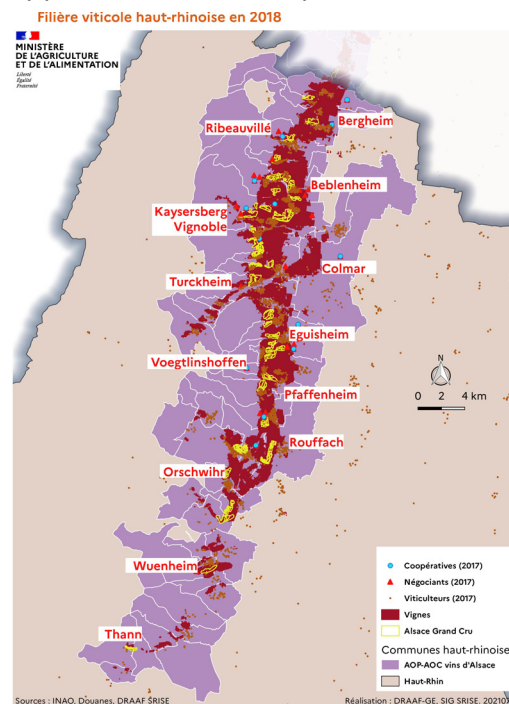 Filière viticole haut-rhinoise en 2018
MINISTÈRE
DE L'AGRICULTURE
ET DE L'ALIMENTATION
Liberté
Égalité
Fraternité
Ribeauvillé
Bergheim
Beblenheim
Kaysersberg
Vignoble
Colmar
Turckheim
Eguisheim
Voegtlinshoffen
N
Pfaffenheim
0 2 4 km
Rouffach
Orschwihr
Wuenheim
Thann
Coopératives (2017)
Négociants (2017)
Viticulteurs (2017)
Vignes
Alsace Grand Cru
Communes haut-rhinoise
AOP-AOC vins d'Alsace
Haut-Rhin
Sources : INAO, Douanes, DRAAF SRISE
Réalisation : DRAAF-GE, SIG SRISE, 20210